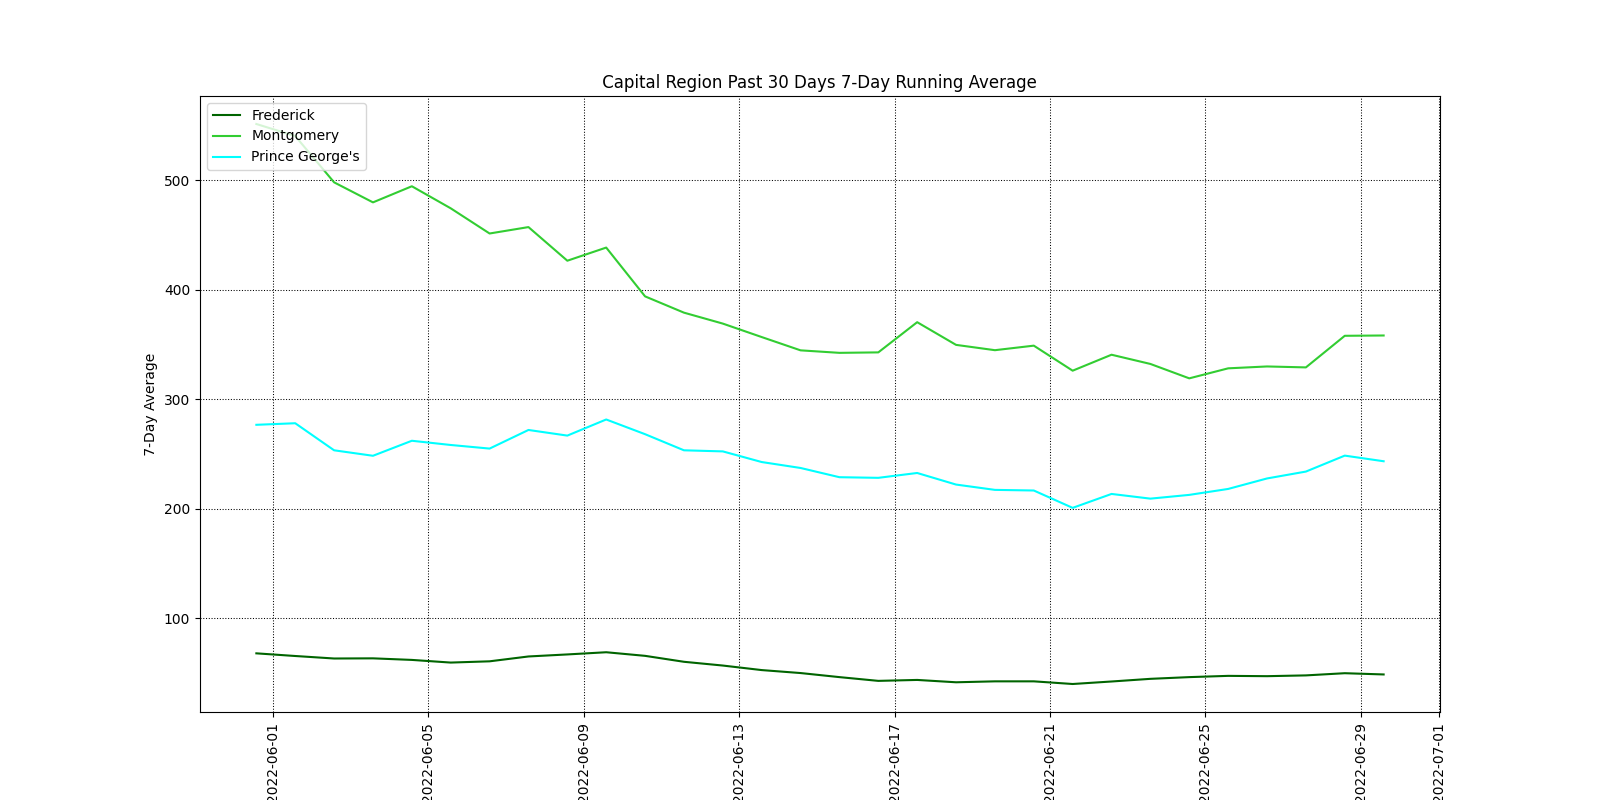 Capital Region Past 30 Days 7-Day Running Average
Frederick
Montgomery
Prince George's
500
400
300
200
100
7-Day Average
2022-06-01
2022-06-05
2022-06-09
2022-06-13
2022-06-17
2022-06-21
2022-06-25
2022-06-29
2022-07-01